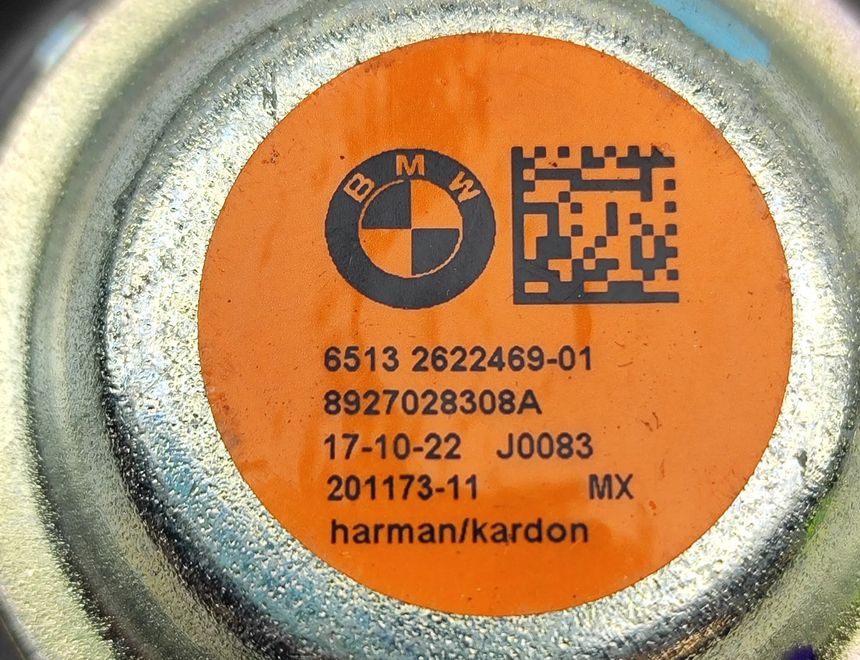 BMW
6513 2622469-01
8927028308A
17-10-22 J0083
201173-11 MX
harman/kardon